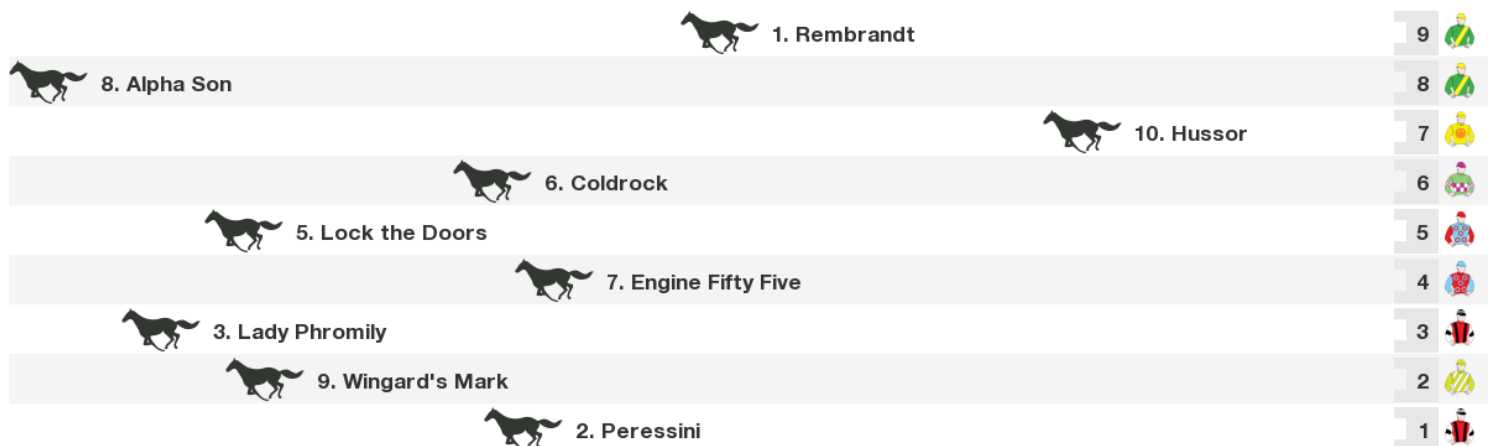 1. Rembrandt 9
8. Alpha Son 8
10. Hussor 7
6. Coldrock 6
5. Lock the Doors 5
7. Engine Fifty Five 4
3. Lady Phromily 3
9. Wingard's Mark 2
2. Peressini 1